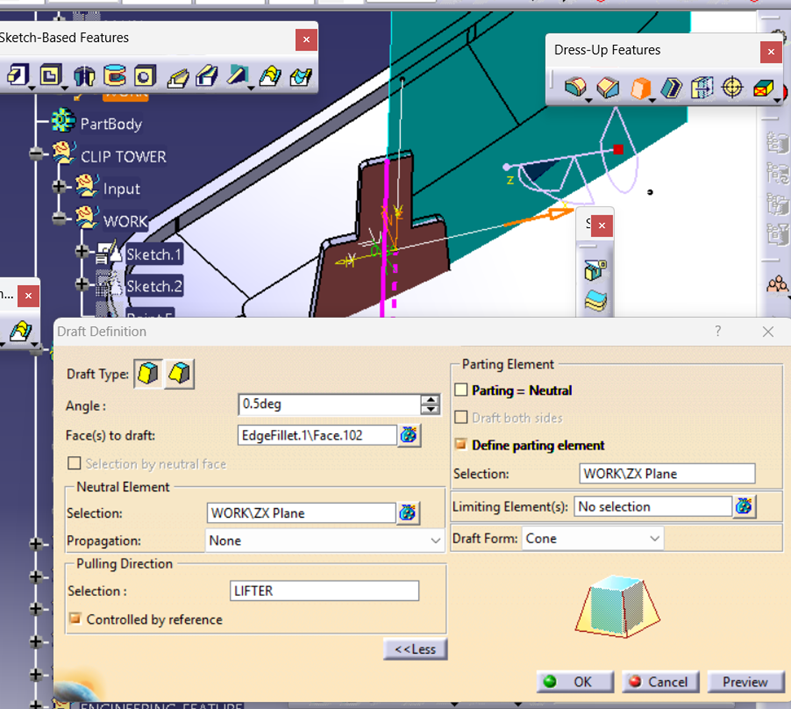 Sketch-Based Features
Dress-Up Features
PartBody
CLIP TOWER
Input
WORK
Sketch.1
Sketch.2
z
y
n...
Draft Definition
?
Draft Type:
Angle :
0.5deg
Face(s) to draft:
EdgeFillet.1\Face.102
Selection by neutral face
Neutral Element
Selection:
WORK\ZX Plane
Propagation:
None
Pulling Direction
Selection :
LIFTER
Controlled by reference
<<Less
Parting Element
Parting = Neutral
Draft both sides
Define parting element
Selection:
WORK\ZX Plane
Limiting Element(s):
No selection
Draft Form:
Cone
OK
Cancel
Preview
ENGINEERING_FEATURE